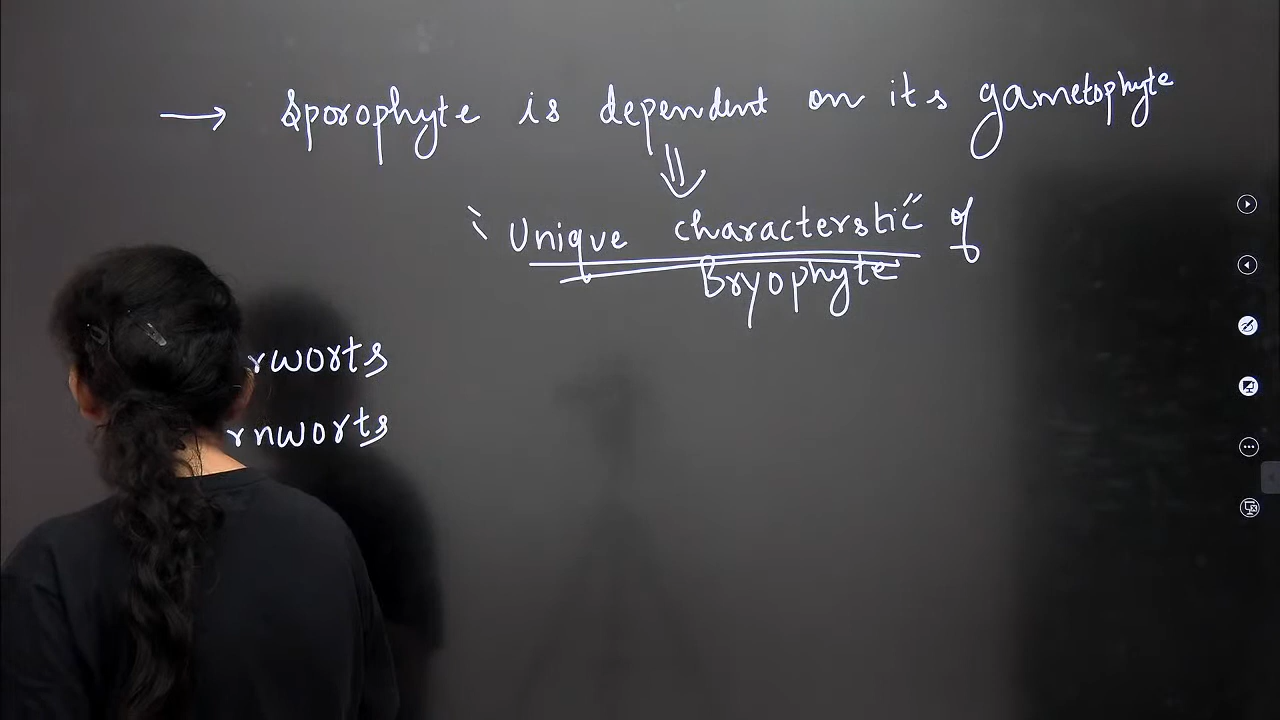 → Sporophyte is dependent on its gametophyte
⇓
"Unique characterstic" of
Bryophyte
rworts
rnworts